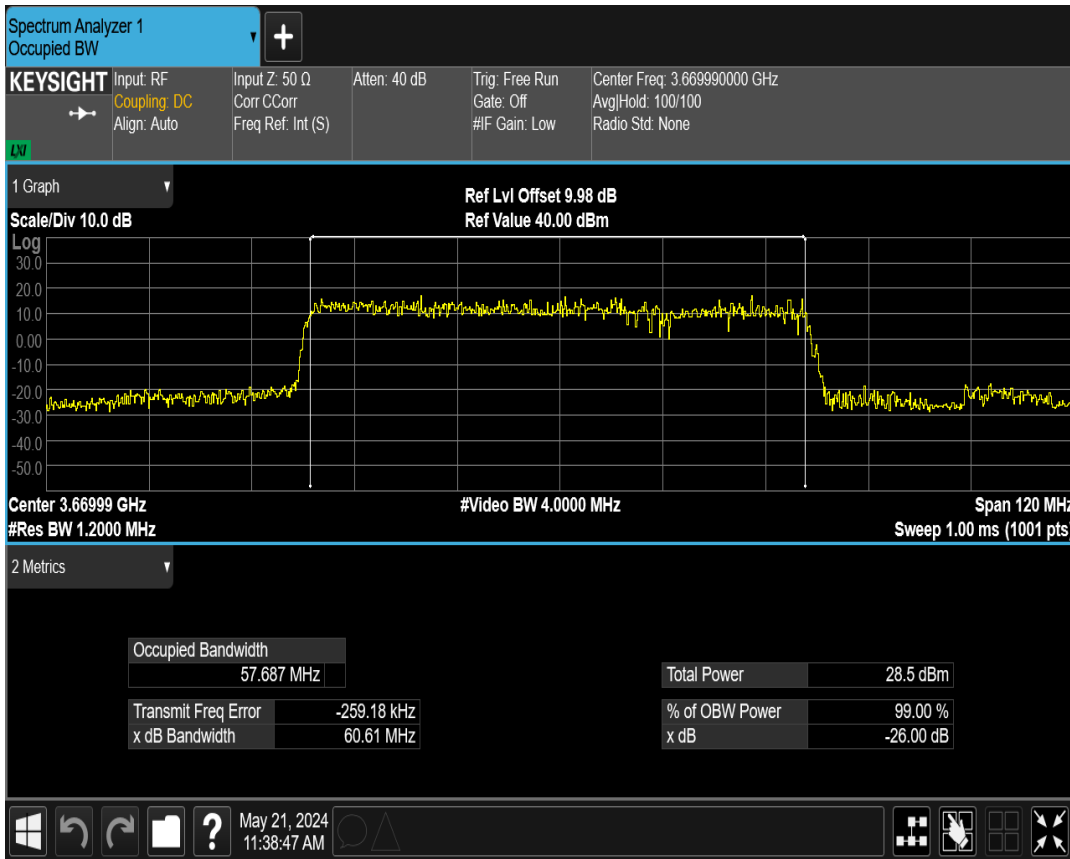 Spectrum Analyzer 1
Occupied BW
KEYSIGHT
LXI
Input: RF
Coupling: DC
Align: Auto
Input Z: 50 Ω
Corr CCorr
Freq Ref: Int (S)
Atten: 40 dB
Trig: Free Run
Gate: Off
#IF Gain: Low
Center Freq: 3.669990000 GHz
Avg|Hold: 100/100
Radio Std: None
1 Graph
Scale/Div 10.0 dB
Ref Lvl Offset 9.98 dB
Ref Value 40.00 dBm
Log
30.0
20.0
10.0
0.00
-10.0
-20.0
-30.0
-40.0
-50.0
Center 3.66999 GHz
#Video BW 4.0000 MHz
Span 120 MHz
#Res BW 1.2000 MHz
Sweep 1.00 ms (1001 pts)
2 Metrics
Occupied Bandwidth
57.687 MHz
Transmit Freq Error -259.18 kHz
x dB Bandwidth 60.61 MHz
Total Power 28.5 dBm
% of OBW Power 99.00 %
x dB -26.00 dB
?
May 21, 2024
11:38:47 AM